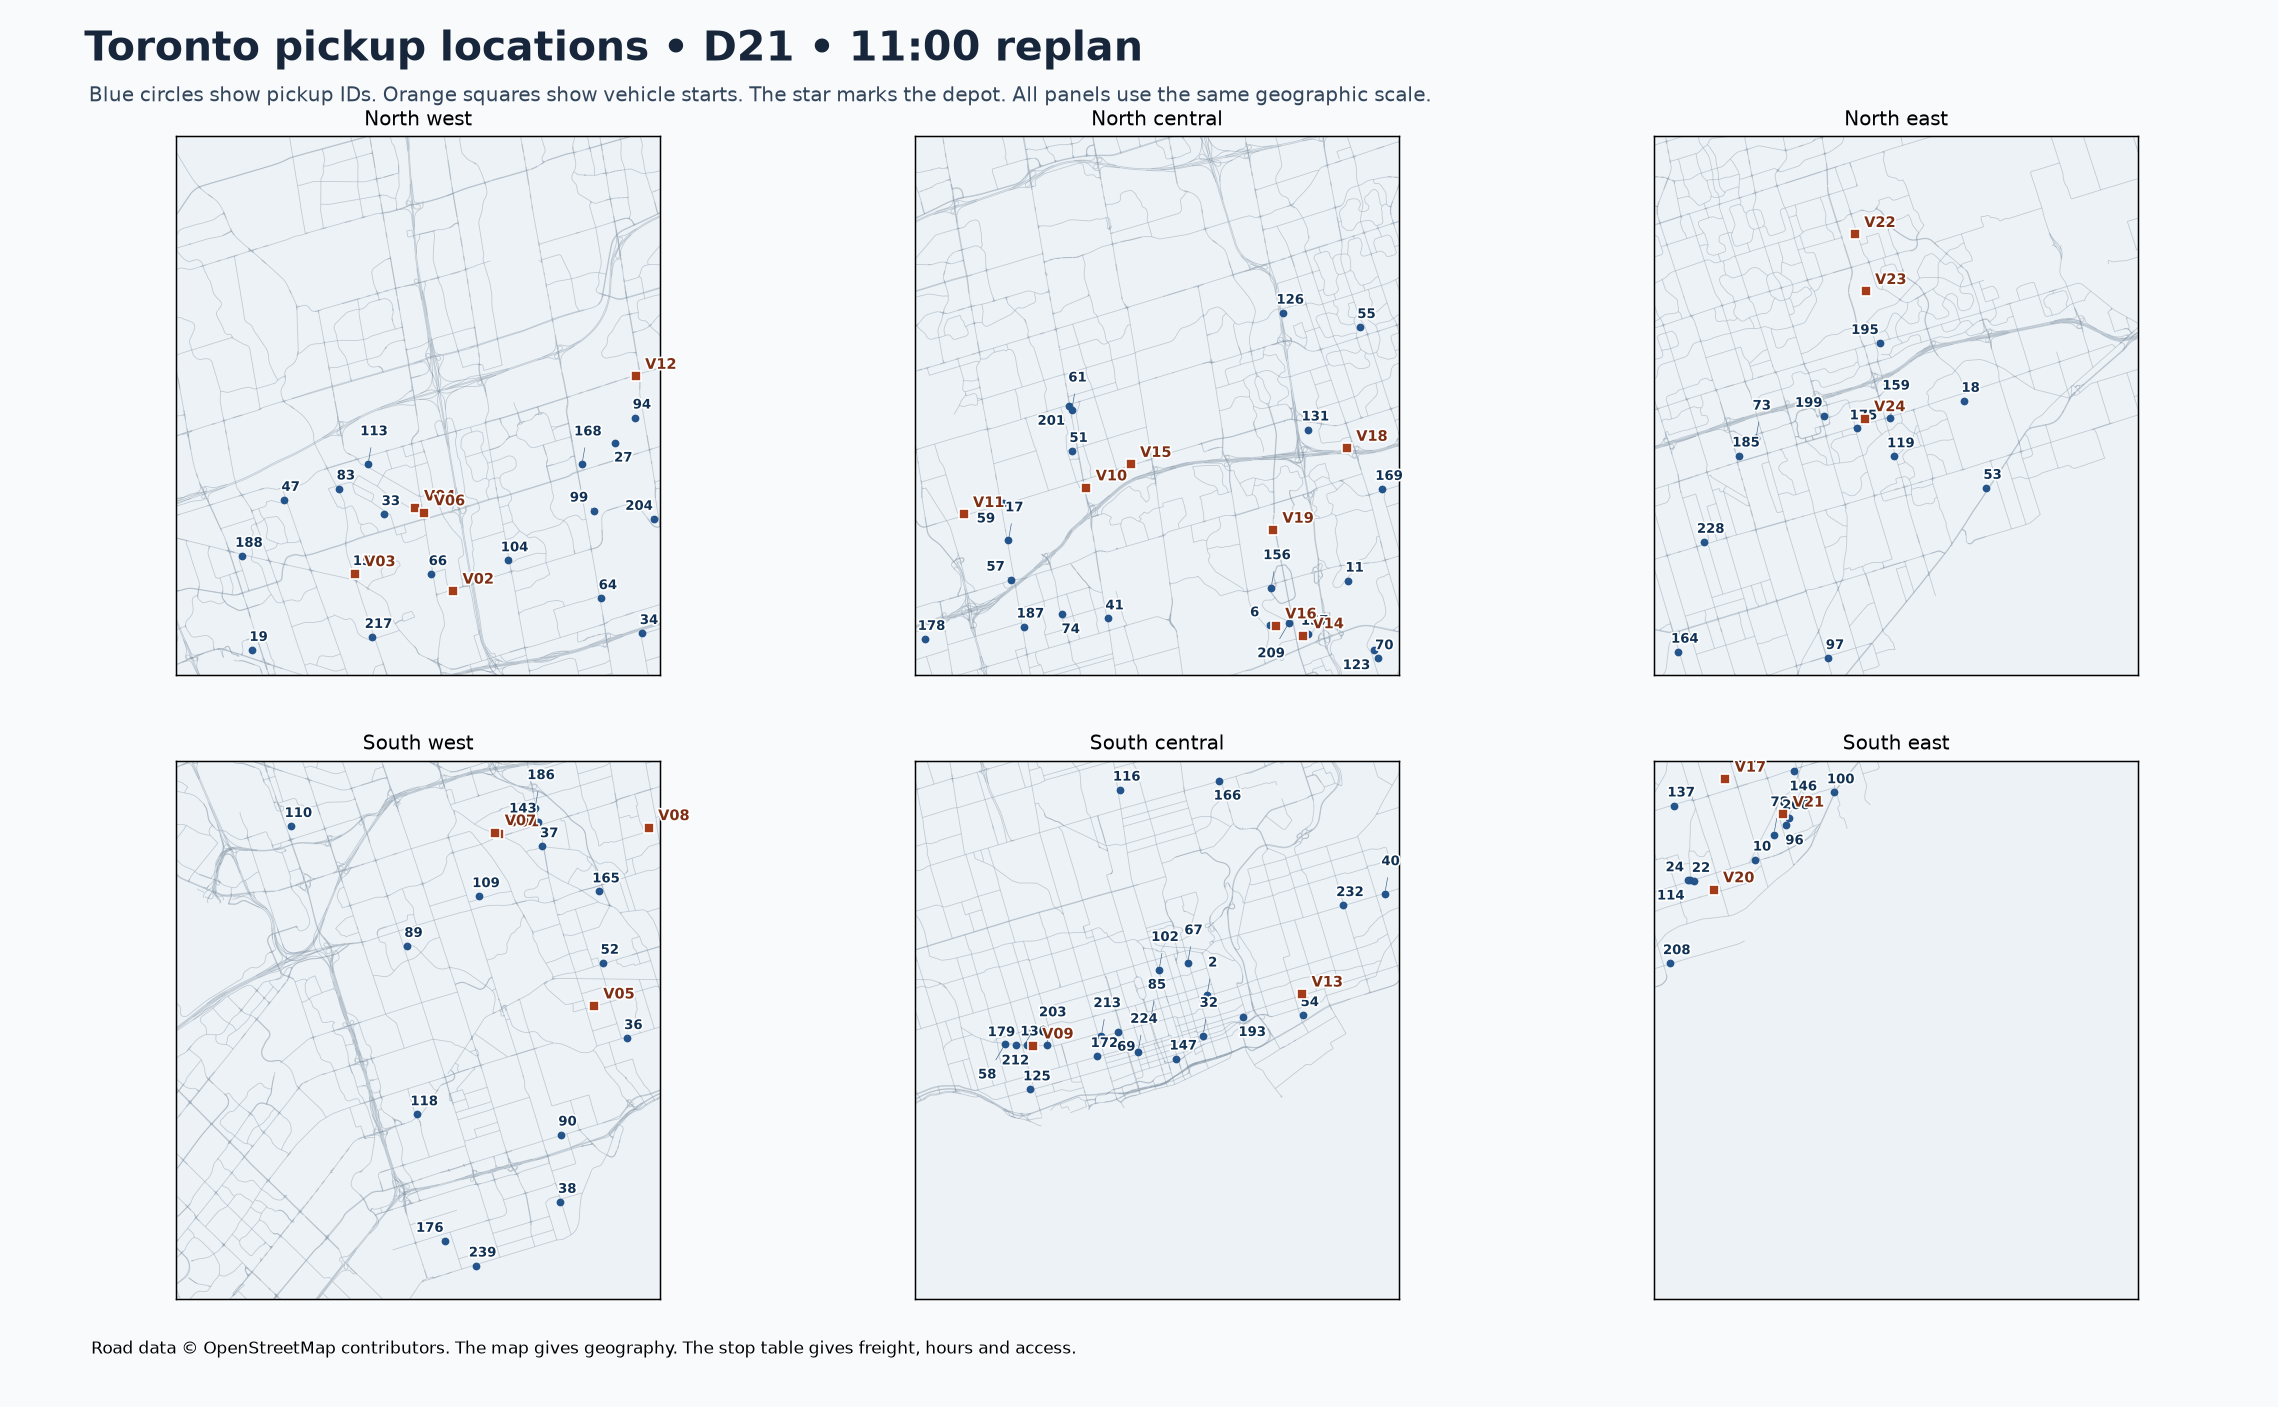 Toronto pickup locations • D21 • 11:00 replan
Blue circles show pickup IDs. Orange squares show vehicle starts. The star marks the depot. All panels use the same geographic scale.
North west
V12
94
113
168
27
83
47
33
V06
99
204
188
V03
66
104
V02
64
19
217
34
North central
126
55
61
201
131
51
V18
V15
V10
169
V11
17
59
V19
156
57
11
187
41
6
V16
178
74
V14
209
70
123
North east
V22
V23
195
159
18
73
199
V24
185
119
53
228
164
97
South west
186
110
143
V08
V07
37
165
109
89
52
V05
36
118
90
38
176
239
South central
116
166
40
232
67
102
2
85
V13
213
32
54
203
224
179
V09
193
172
69
147
212
58
125
South east
V17
100
146
137
V21
96
10
24
22
V20
114
208
Road data © OpenStreetMap contributors. The map gives geography. The stop table gives freight, hours and access.